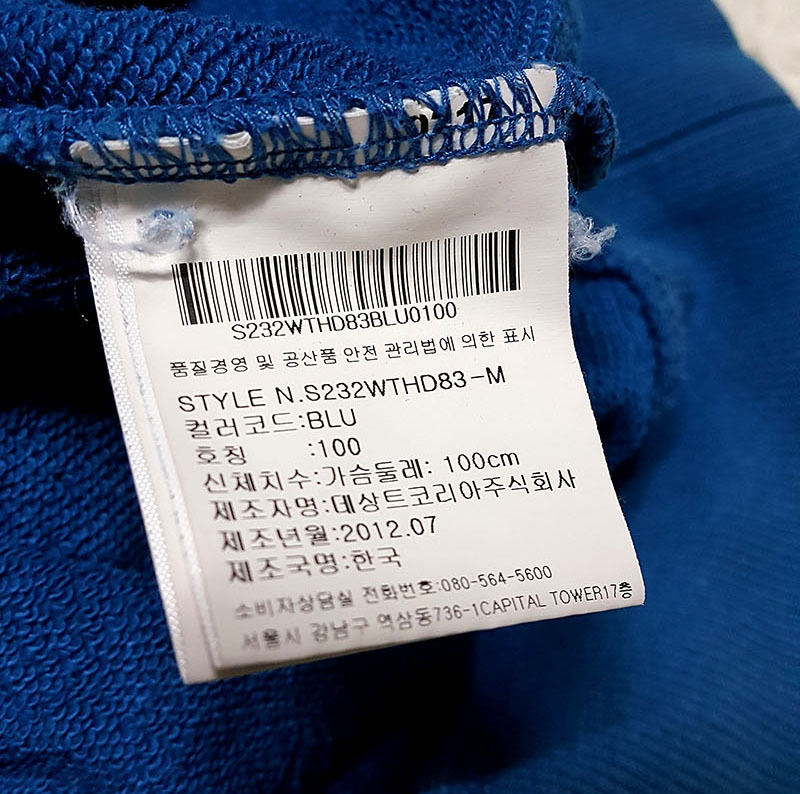 S232WTHD83BLU0100
품질경영 및 공산품 안전 관리법에 의한 표시
STYLE N.S232WTHD83-M
컬러코드:BLU
호칭 :100
신체치수:가슴둘레: 100cm
제조자명:데상트코리아주식회사
제조년월:2012.07
제조국명:한국
소비자상담실 전화번호:080-564-5600
서울시 강남구 역삼동736-1CAPITAL TOWER17층